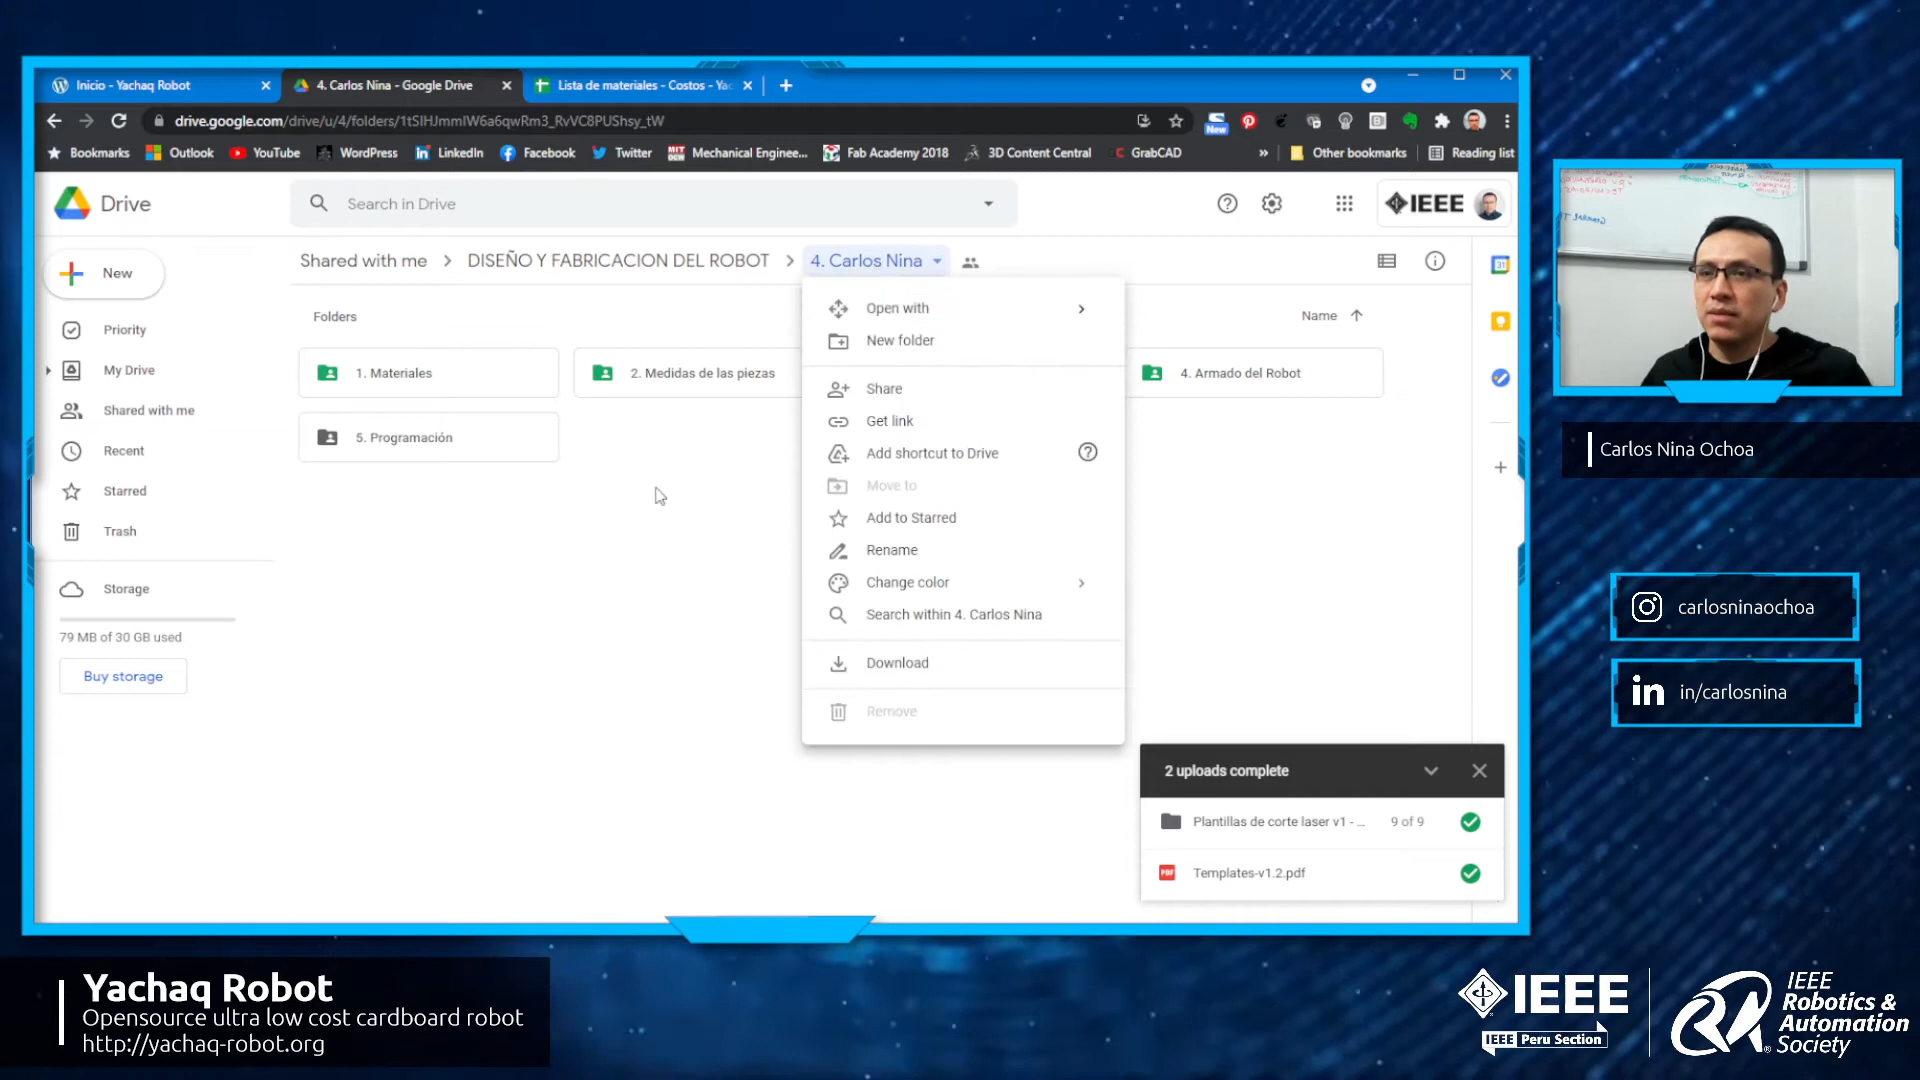 Inicio - Yachaq Robot
4. Carlos Nina - Google Drive
Lista de materiales - Costos - Yac
drive.google.com/drive/u/4/folders/1tSIHJmmIW6a6qwRm3_RvVC8PUShsy_tW
New
Bookmarks
Outlook
YouTube
WordPress
LinkedIn
Facebook
Twitter
Mechanical Enginee...
Fab Academy 2018
3D Content Central
GrabCAD
»
Other bookmarks
Reading list
Drive
Search in Drive
IEEE
New
Shared with me > DISEÑO Y FABRICACION DEL ROBOT > 4. Carlos Nina
Priority
My Drive
Shared with me
Recent
Starred
Trash
Storage
79 MB of 30 GB used
Buy storage
Folders
Name
1. Materiales
2. Medidas de las piezas
4. Armado del Robot
5. Programación
Open with
New folder
Share
Get link
Add shortcut to Drive
Move to
Add to Starred
Rename
Change color
Search within 4. Carlos Nina
Download
Remove
2 uploads complete
Plantillas de corte laser v1 - ...
9 of 9
PDF
Templates-v1.2.pdf
31
Carlos Nina Ochoa
carlosninaochoa
in
in/carlosnina
Yachaq Robot
Opensource ultra low cost cardboard robot
http://yachaq-robot.org
IEEE
IEEE Peru Section
IEEE
Robotics &
Automation
Society